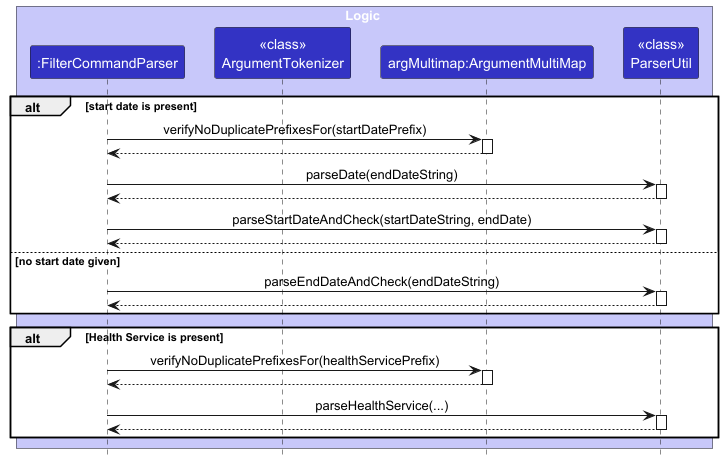 Logic
:FilterCommandParser
«class»
ArgumentTokenizer
argMultimap:ArgumentMultiMap
«class»
ParserUtil
alt
[start date is present]
verifyNoDuplicatePrefixesFor(startDatePrefix)
parseDate(endDateString)
parseStartDateAndCheck(startDateString, endDate)
[no start date given]
parseEndDateAndCheck(endDateString)
alt
[Health Service is present]
verifyNoDuplicatePrefixesFor(healthServicePrefix)
parseHealthService(...)